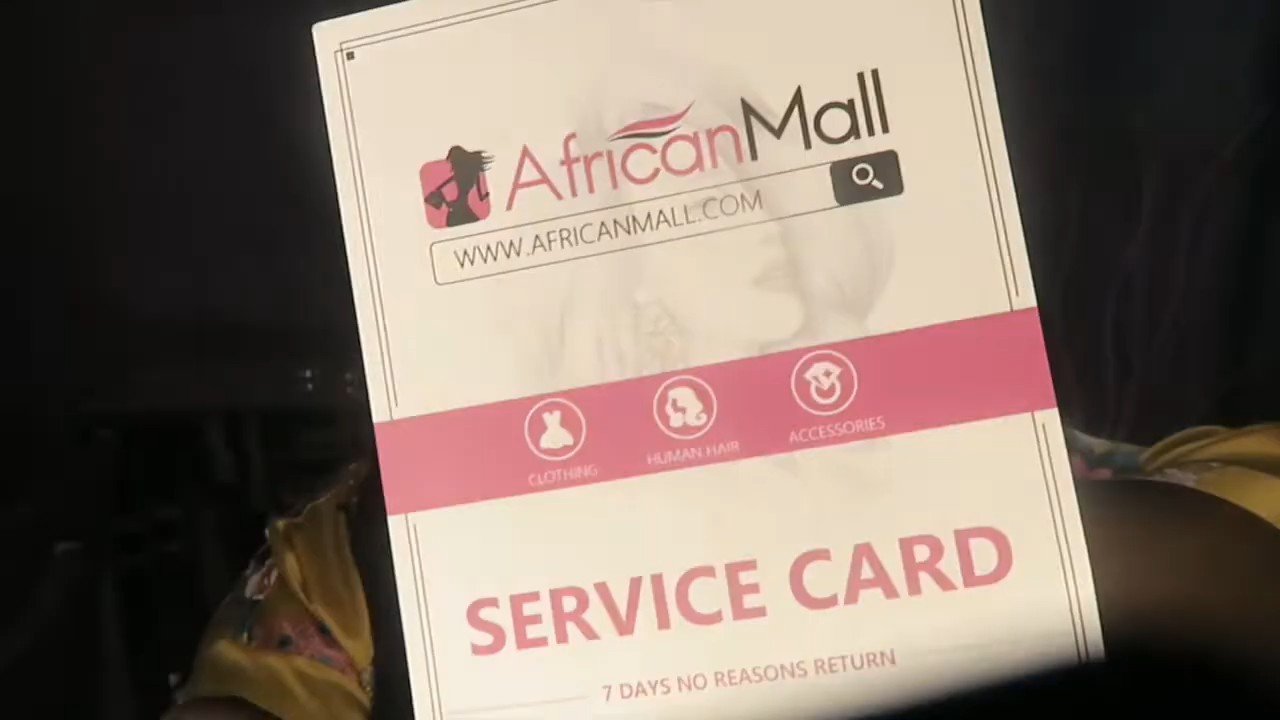 AfricanMall
WWW.AFRICANMALL.COM
CLOTHING
HUMAN HAIR
ACCESSORIES
SERVICE CARD
7 DAYS NO REASONS RETURN